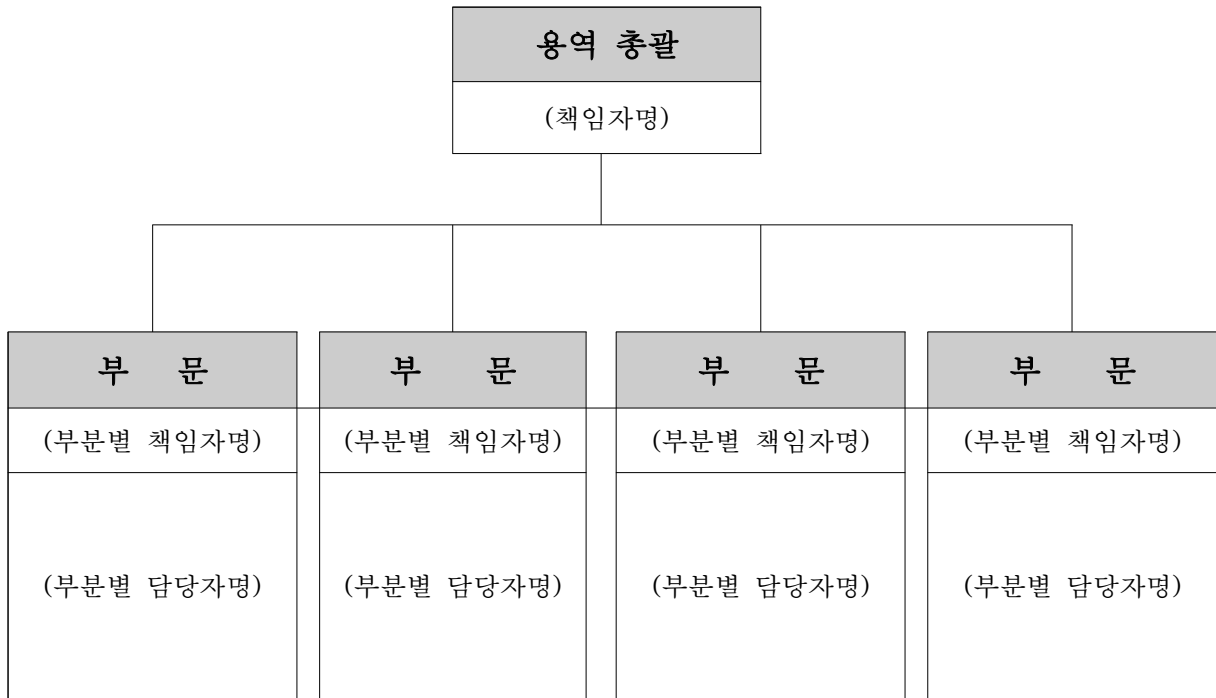 용역 총괄
(책임자명)
부 문 부 문 부 문 부 문
(부분별 책임자명) (부분별 책임자명) (부분별 책임자명) (부분별 책임자명)
(부분별 담당자명) (부분별 담당자명) (부분별 담당자명) (부분별 담당자명)